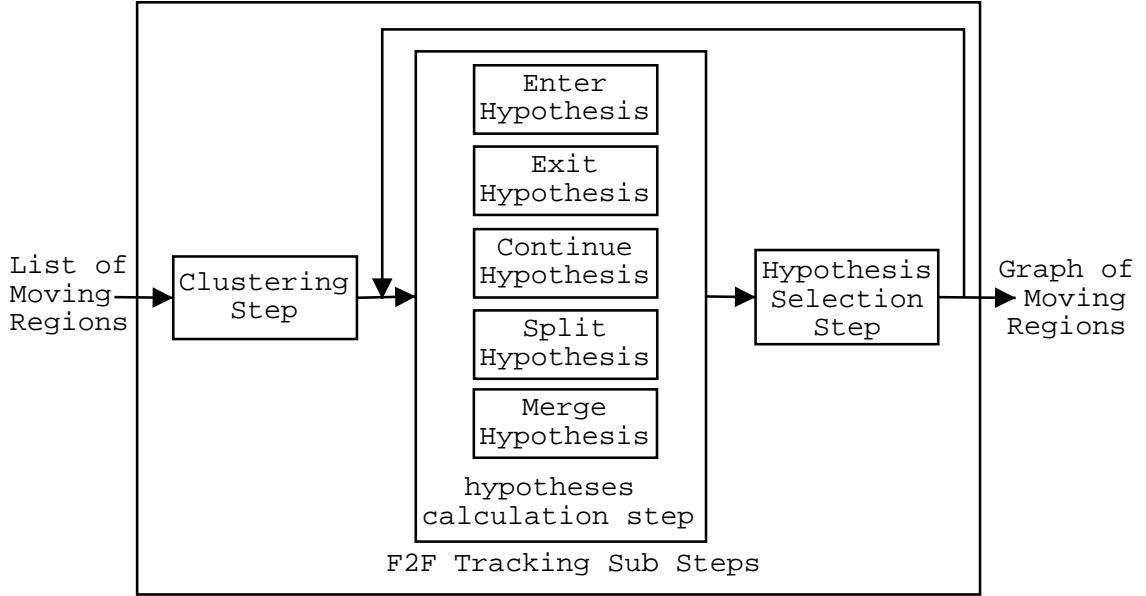 List of
Moving
Regions
Clustering
Step
Enter
Hypothesis
Exit
Hypothesis
Continue
Hypothesis
Split
Hypothesis
Merge
Hypothesis
hypotheses
calculation step
Hypothesis
Selection
Step
Graph of
Moving
Regions
F2F Tracking Sub Steps